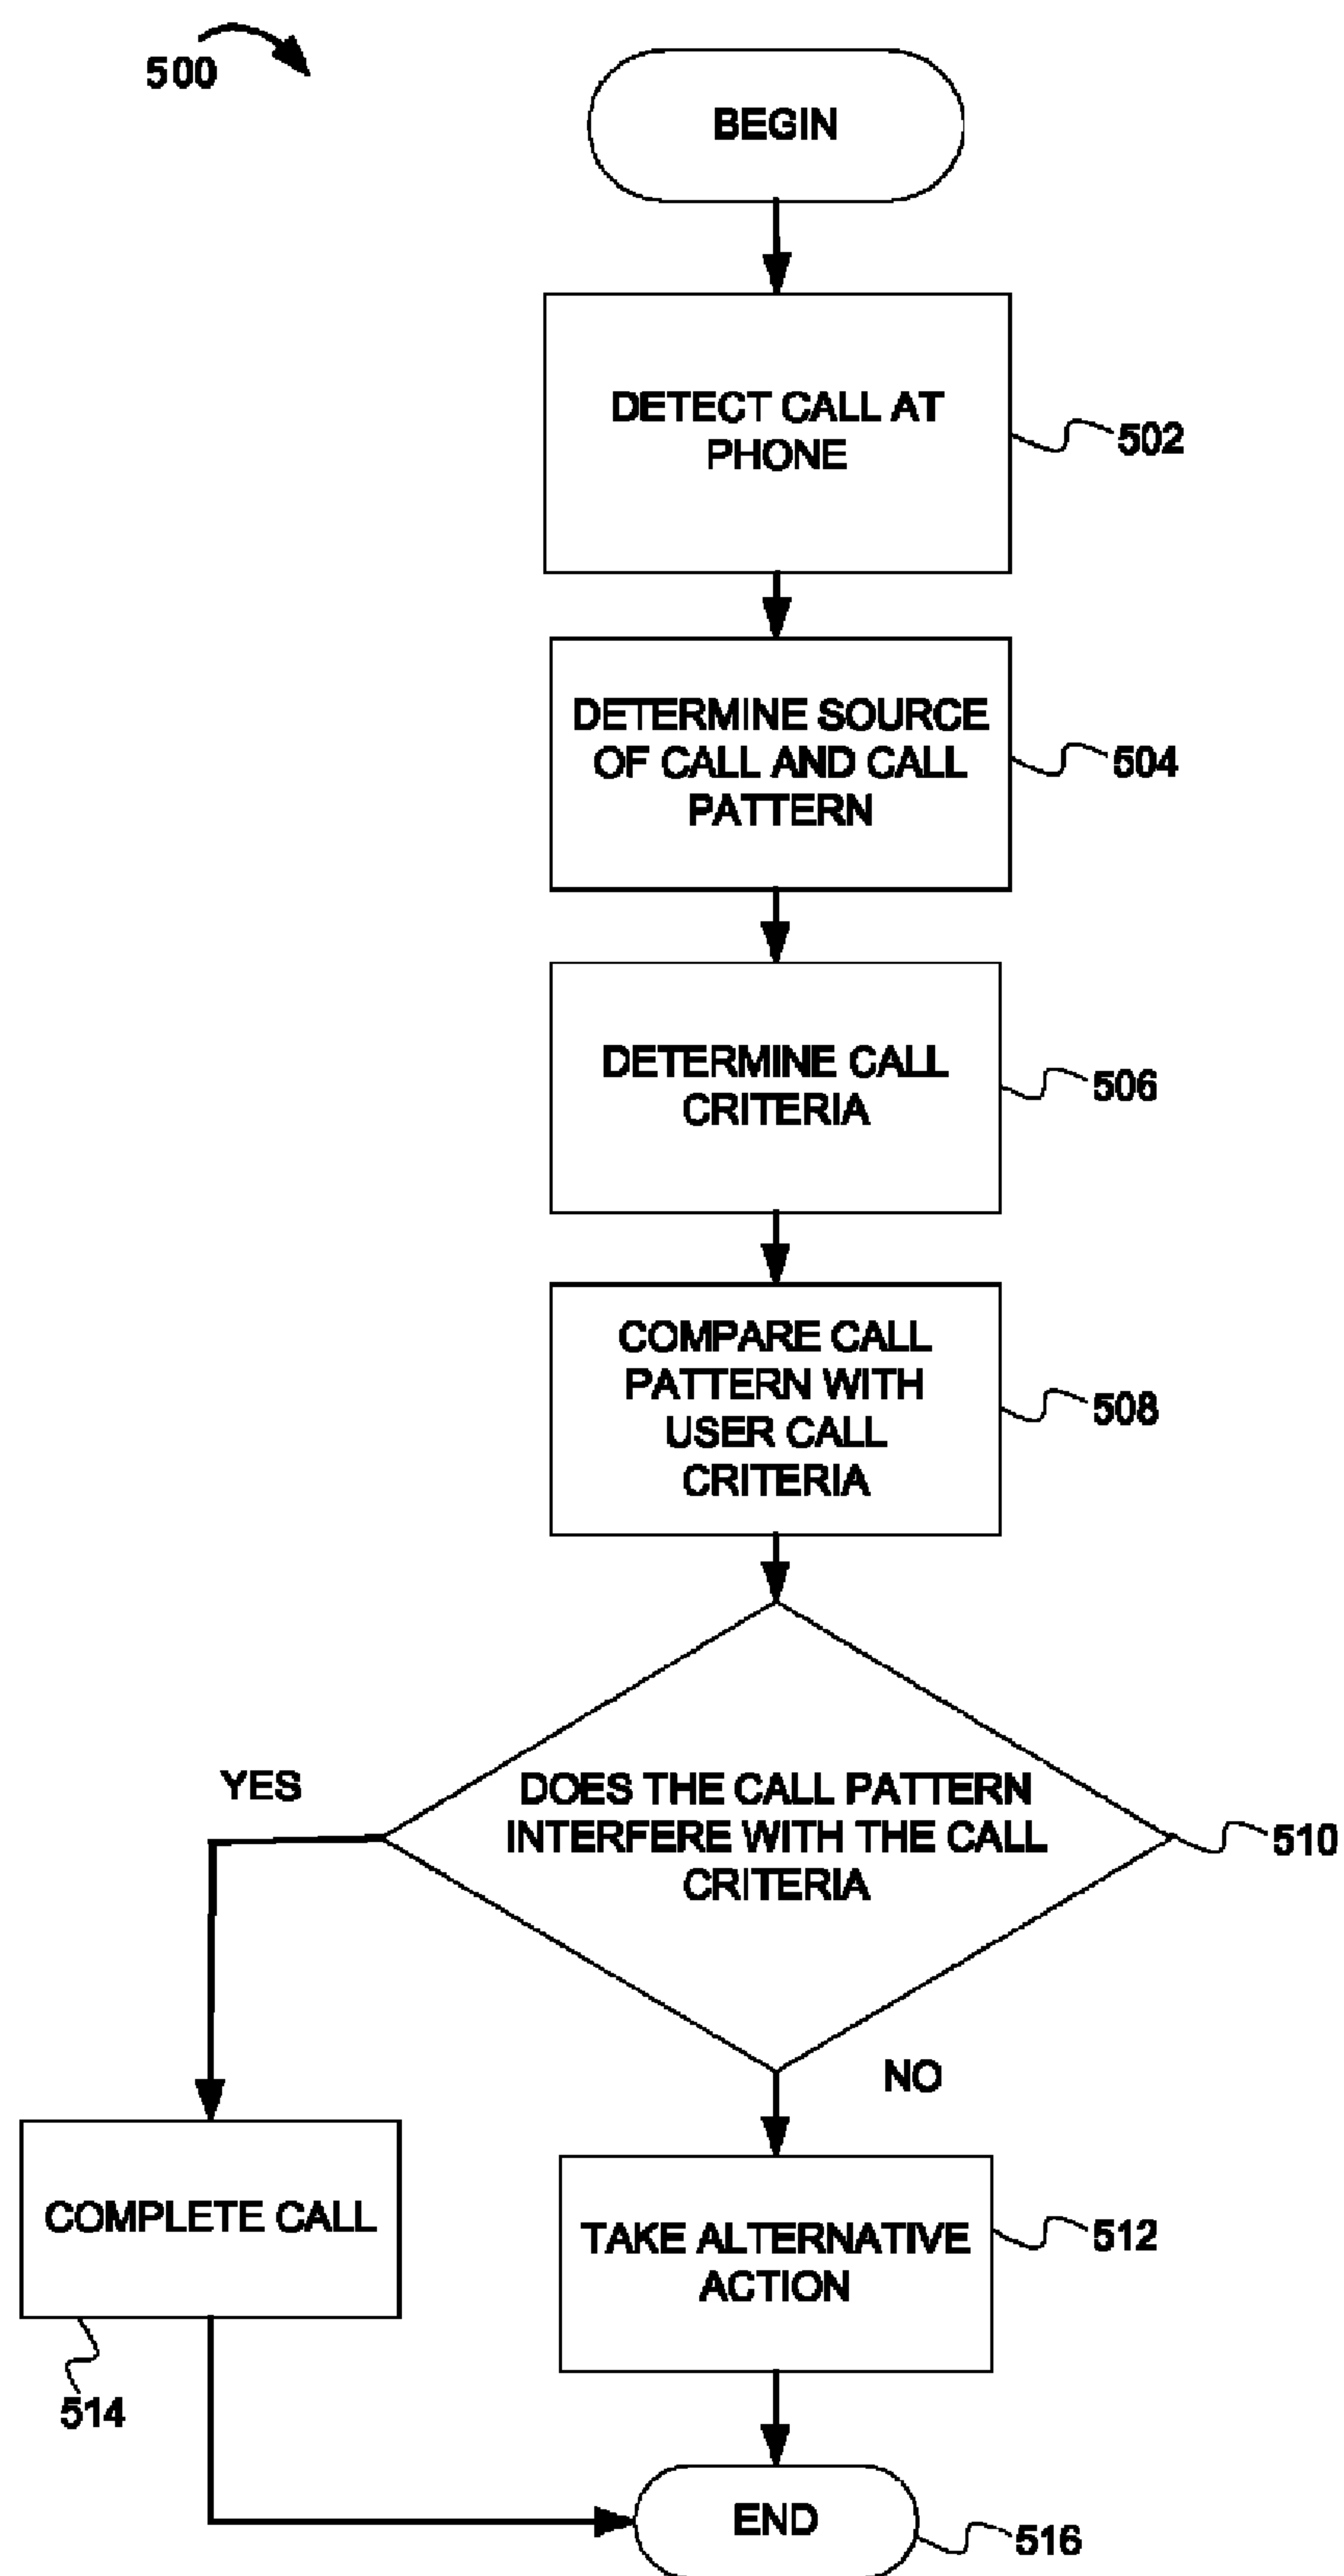 500
BEGIN
DETECT CALL AT
PHONE
502
DETERMINE SOURCE
OF CALL AND CALL
PATTERN
504
DETERMINE CALL
CRITERIA
506
COMPARE CALL
PATTERN WITH
USER CALL
CRITERIA
508
YES
DOES THE CALL PATTERN
INTERFERE WITH THE CALL
CRITERIA
510
NO
COMPLETE CALL
514
TAKE ALTERNATIVE
ACTION
512
END
516